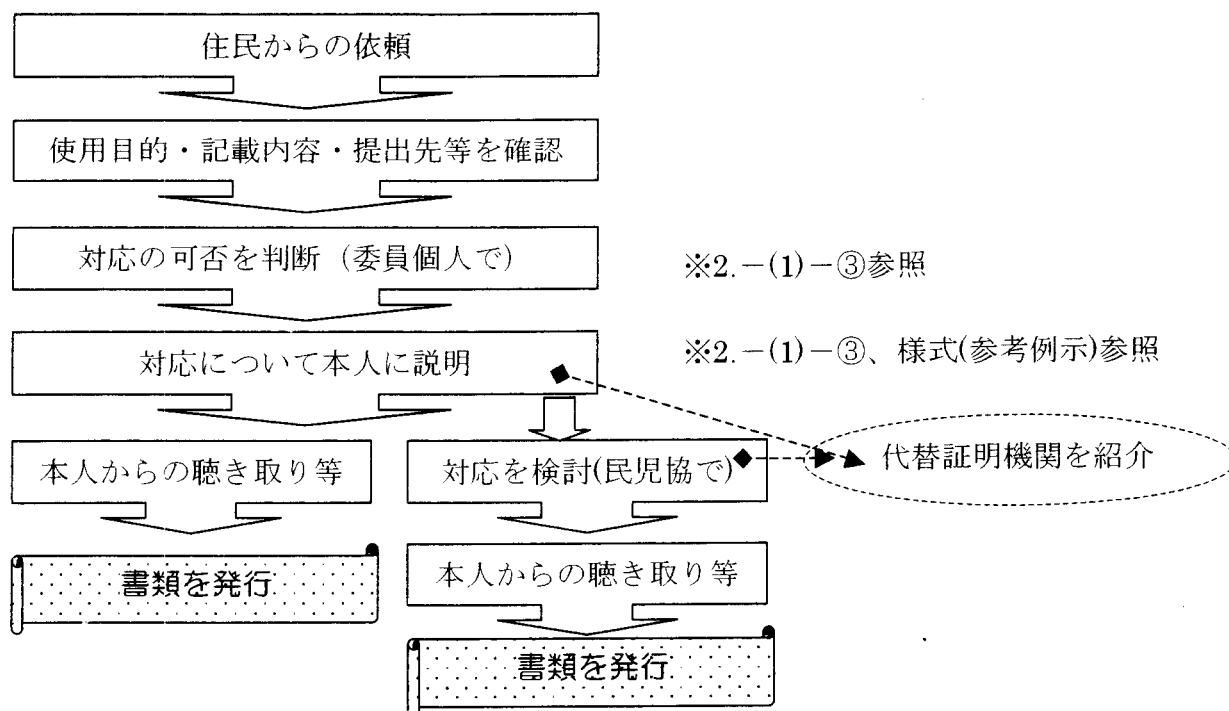 住民からの依頼
使用目的・記載内容・提出先等を確認
対応の可否を判断（委員個人で）
※2.－(1)－③参照
対応について本人に説明
※2.－(1)－③、様式(参考例示)参照
本人からの聴き取り等
対応を検討(民児協で)
代替証明機関を紹介
書類を発行
本人からの聴き取り等
書類を発行